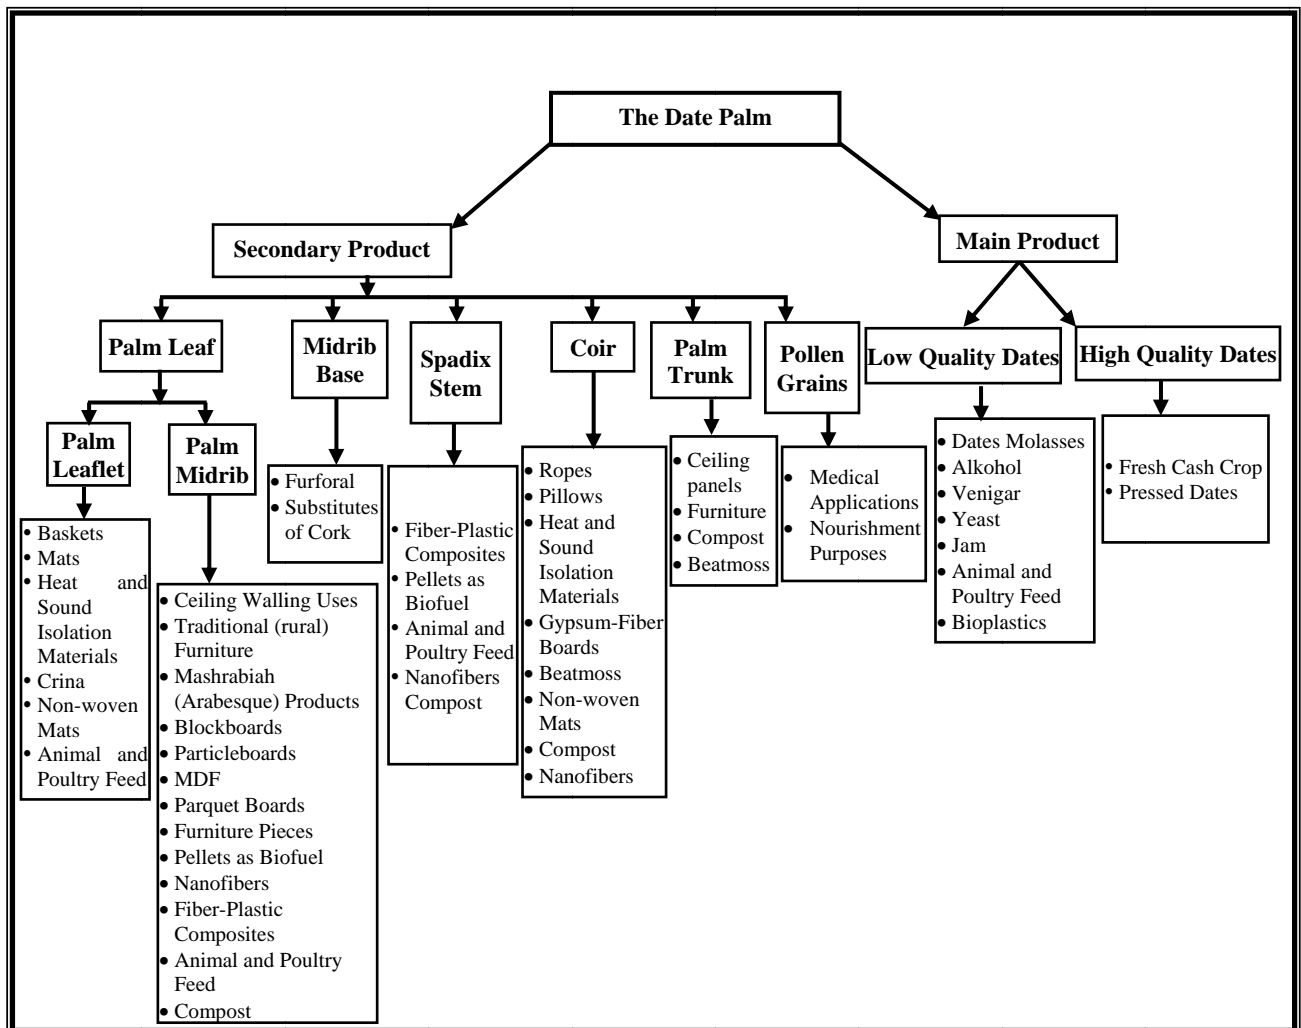 The Date Palm
Secondary Product
Main Product
Palm Leaf
Midrib
Base
Spadix
Stem
Coir
Palm
Trunk
Pollen
Grains
Low Quality Dates
High Quality Dates
Palm
Leaflet
Palm
Midrib
• Baskets
• Mats
• Heat and
Sound
Isolation
Materials
• Crina
• Non-woven
Mats
• Animal and
Poultry Feed
• Ceiling Walling Uses
• Traditional (rural)
Furniture
• Mashrabiah
(Arabesque) Products
• Blockboards
• Particleboards
• MDF
• Parquet Boards
• Furniture Pieces
• Pellets as Biofuel
• Nanofibers
• Fiber-Plastic
Composites
• Animal and Poultry
Feed
• Compost
• Furforal
• Substitutes
of Cork
• Fiber-Plastic
Composites
• Pellets as
Biofuel
• Animal and
Poultry Feed
• Nanofibers
Compost
• Ropes
• Pillows
• Heat and
Sound
Isolation
Materials
• Gypsum-Fiber
Boards
• Beatmoss
• Non-woven
Mats
• Compost
• Nanofibers
• Ceiling
panels
• Furniture
• Compost
• Beatmoss
• Medical
Applications
• Nourishment
Purposes
• Dates Molasses
• Alkohol
• Venigar
• Yeast
• Jam
• Animal and
Poultry Feed
• Bioplastics
• Fresh Cash Crop
• Pressed Dates